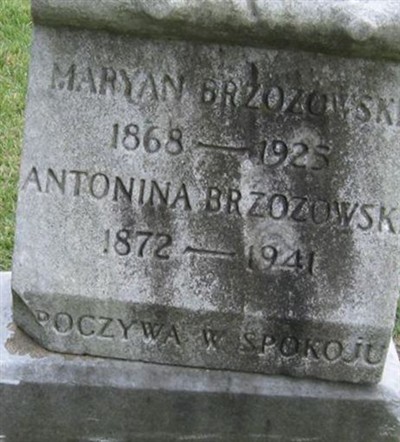 MARYAN BRZOZOWSKI
1868 — 1925
ANTONINA BRZOZOWSKI
1872 — 1941
POCZYWA W SPOKOJU